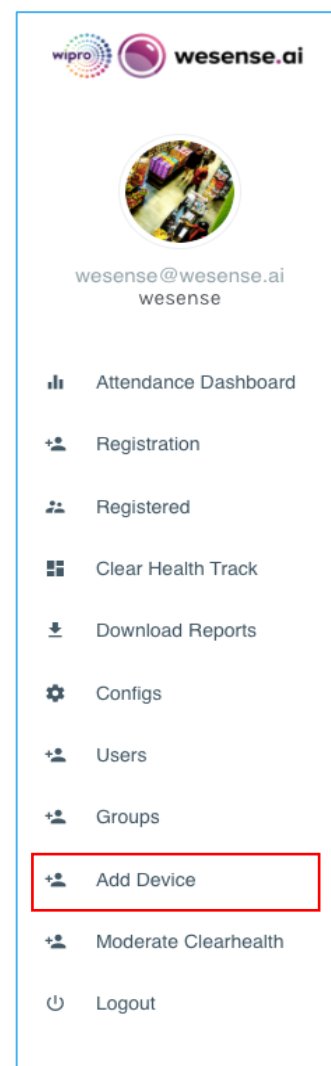 wipro wesense.ai
wesense@wesense.ai
wesense
Attendance Dashboard
Registration
Registered
Clear Health Track
Download Reports
Configs
Users
Groups
Add Device
Moderate Clearhealth
Logout